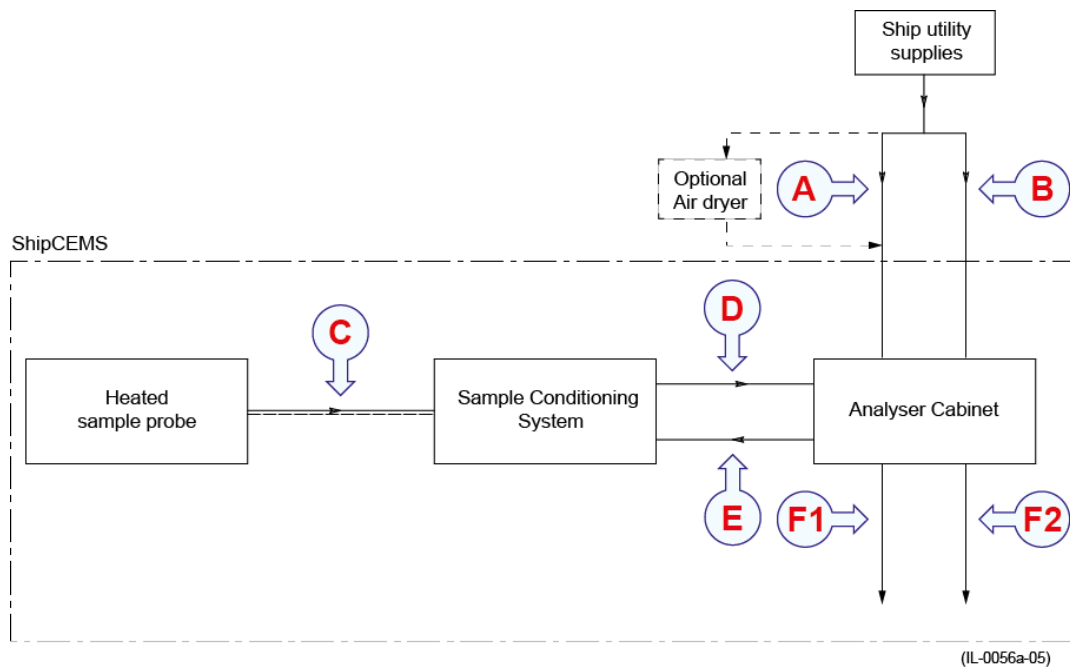 Ship utility
supplies
Optional
Air dryer
A
B
ShipCEMS
C
D
Heated
sample probe
Sample Conditioning
System
Analyser Cabinet
E
F1
F2
(IL-0056a-05)